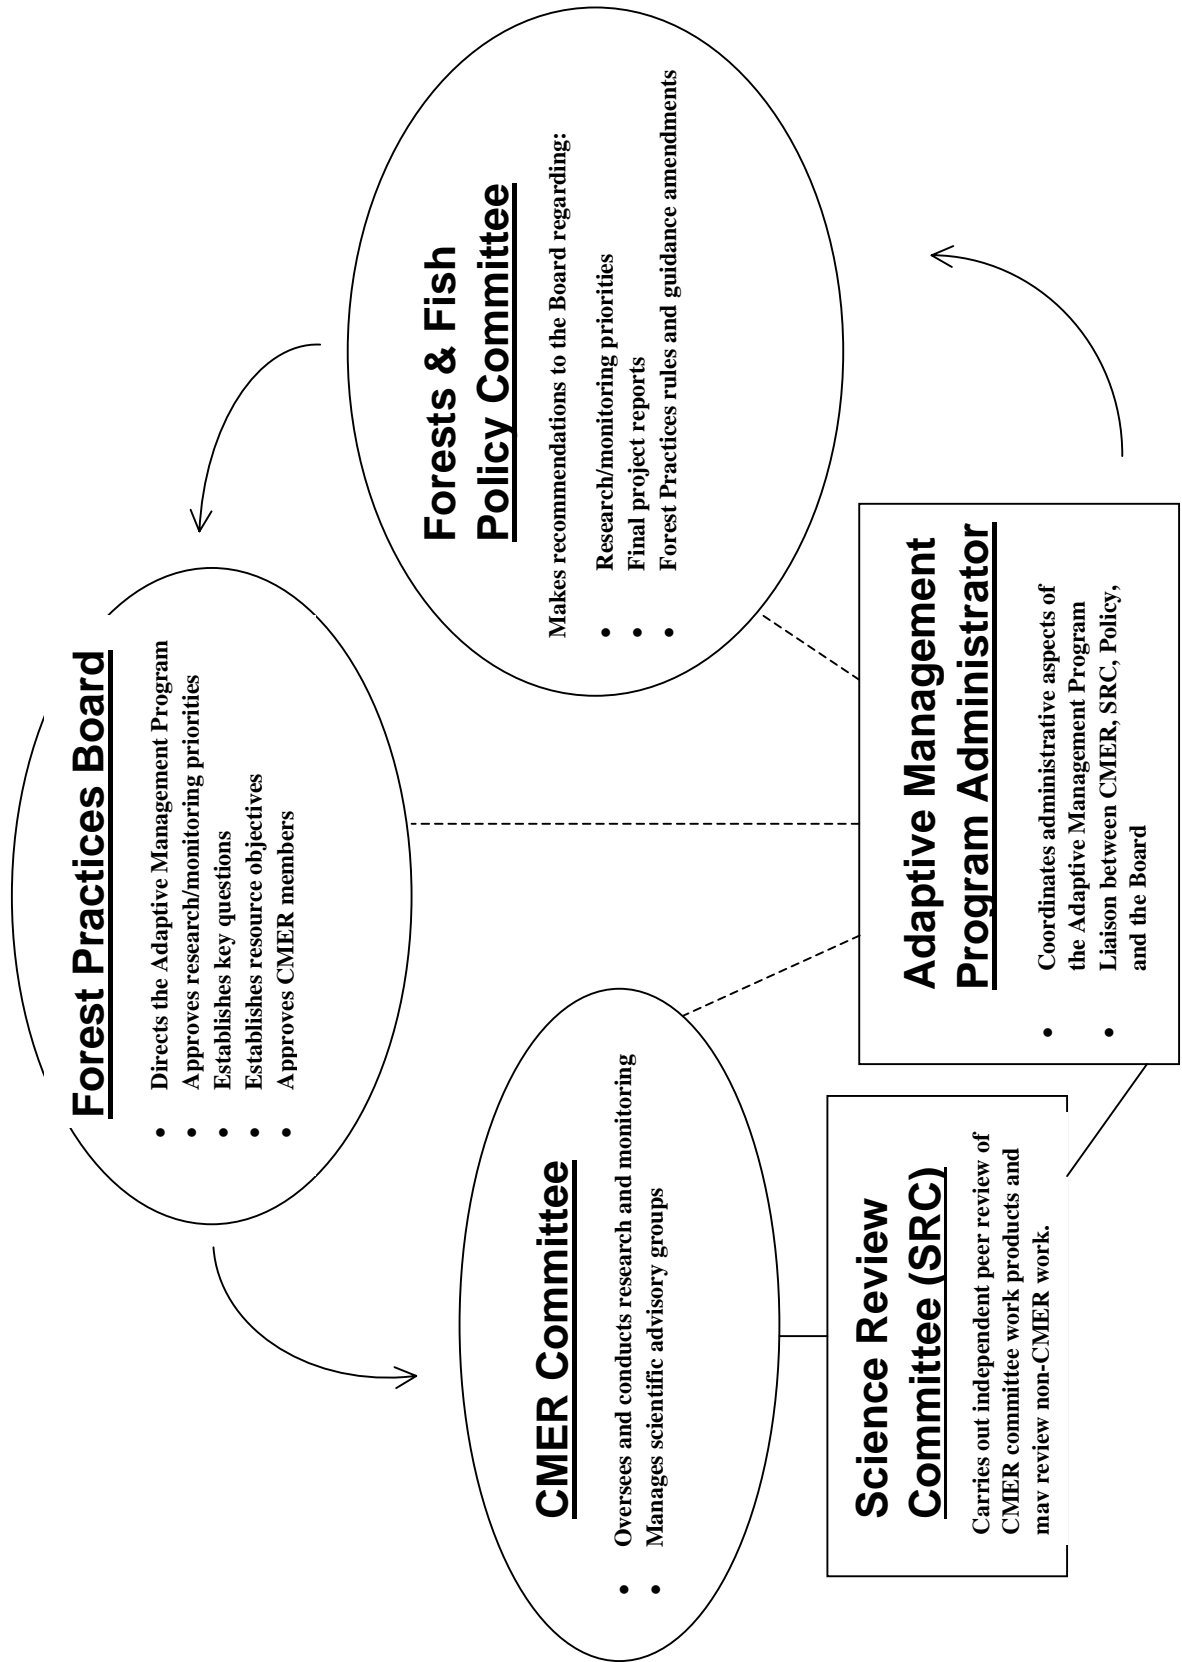 Forest Practices Board
• Directs the Adaptive Management Program
• Approves research/monitoring priorities
• Establishes key questions
• Establishes resource objectives
• Approves CMER members
CMER Committee
• Oversees and conducts research and monitoring
• Manages scientific advisory groups
Forests & Fish
Policy Committee
Makes recommendations to the Board regarding:
• Research/monitoring priorities
• Final project reports
• Forest Practices rules and guidance amendments
Science Review
Committee (SRC)
Carries out independent peer review of
CMER committee work products and
may review non-CMER work.
Adaptive Management
Program Administrator
• Coordinates administrative aspects of
the Adaptive Management Program
• Liaison between CMER, SRC, Policy,
and the Board